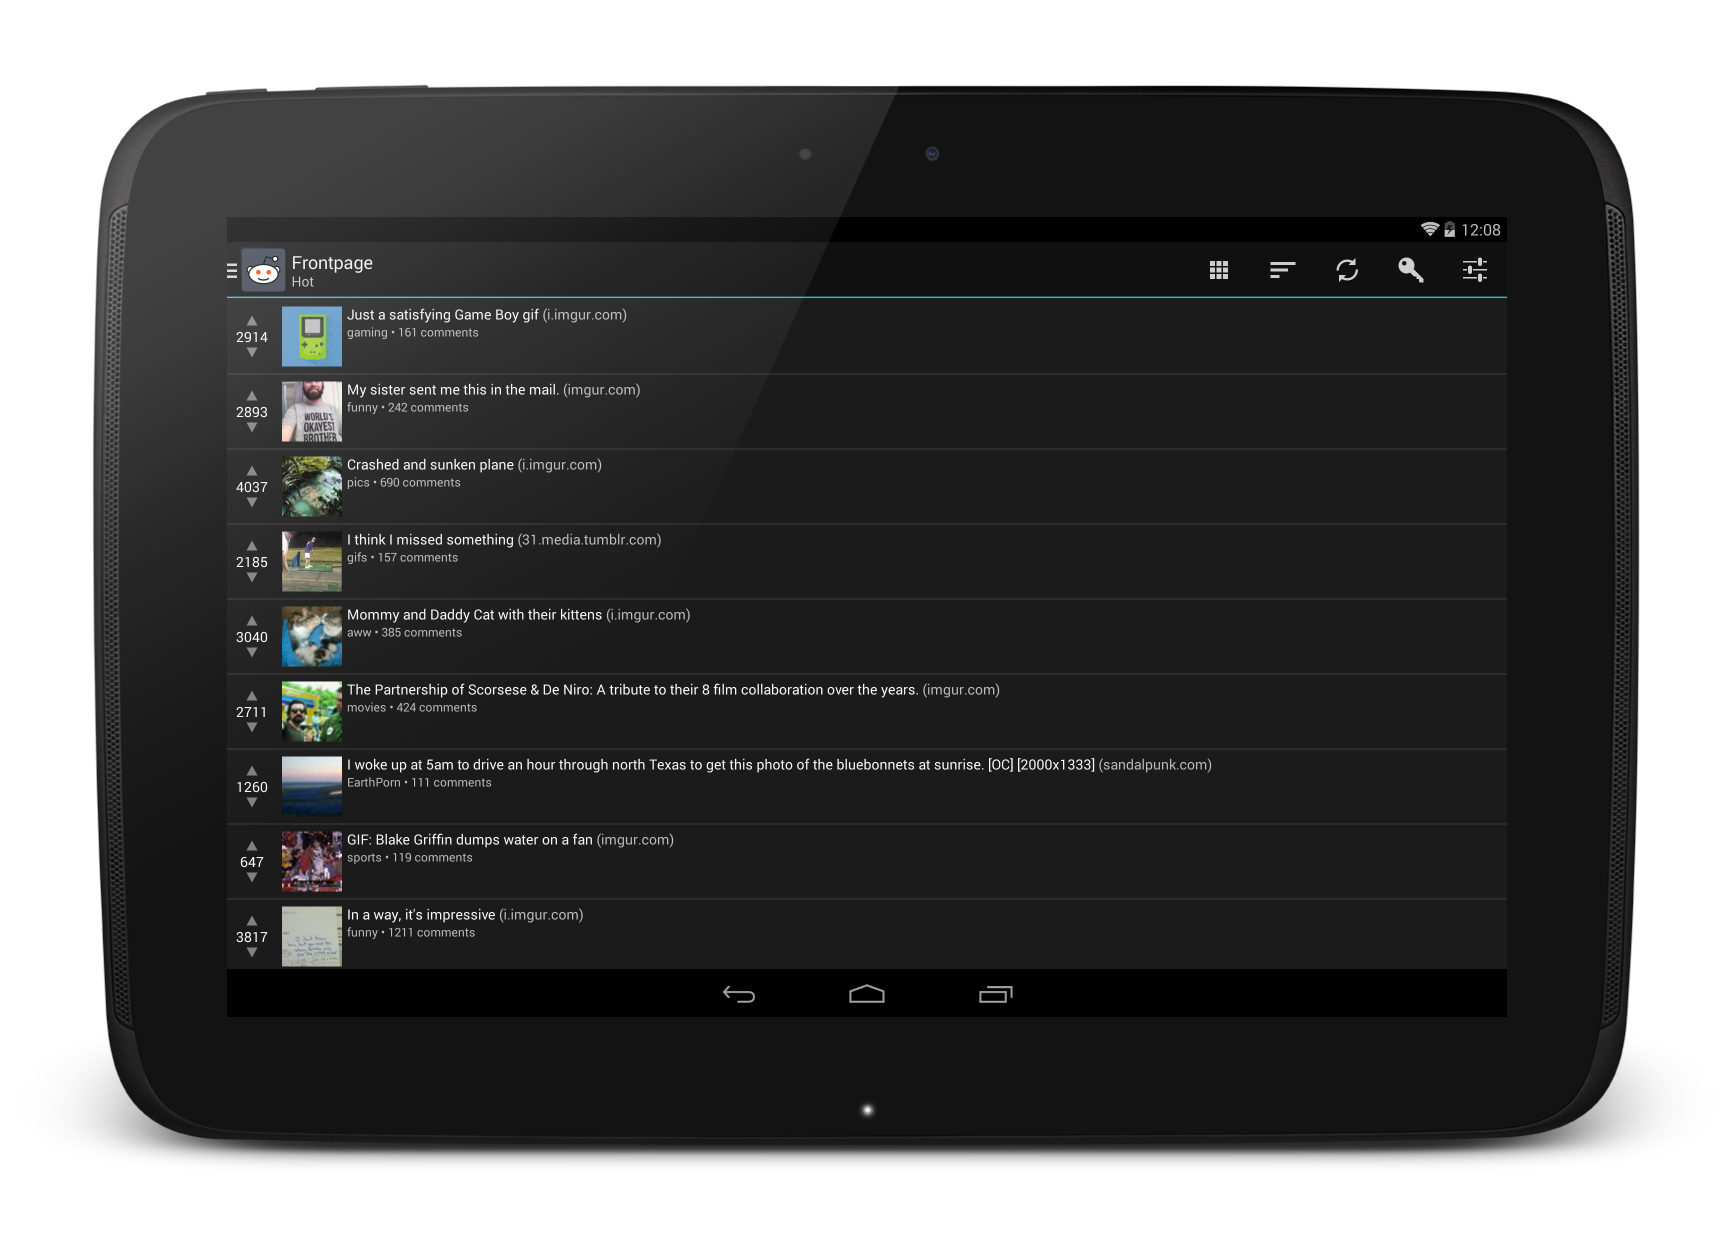 12:08
Frontpage
Hot
2914
Just a satisfying Game Boy gif (i.imgur.com)
gaming • 161 comments
2893
My sister sent me this in the mail. (imgur.com)
funny • 242 comments
WORLD'S
OKAYEST
BROTHER
4037
Crashed and sunken plane (i.imgur.com)
pics • 690 comments
2185
I think I missed something (31.media.tumblr.com)
gifs • 157 comments
3040
Mommy and Daddy Cat with their kittens (i.imgur.com)
aww • 385 comments
2711
The Partnership of Scorsese & De Niro: A tribute to their 8 film collaboration over the years. (imgur.com)
movies • 424 comments
1260
I woke up at 5am to drive an hour through north Texas to get this photo of the bluebonnets at sunrise. [OC] [2000x1333] (sandalpunk.com)
EarthPorn • 111 comments
647
GIF: Blake Griffin dumps water on a fan (imgur.com)
sports • 119 comments
3817
In a way, it's impressive (i.imgur.com)
funny • 1211 comments